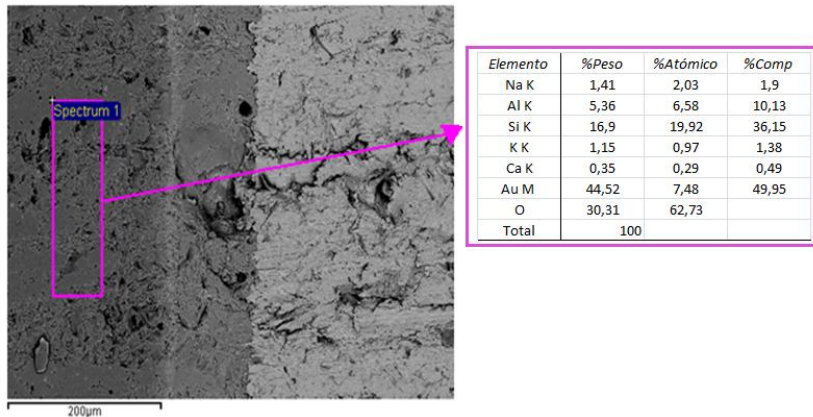 Spectrum 1
200µm
Elemento %Peso %Atómico %Comp
Na K 1,41 2,03 1,9
Al K 5,36 6,58 10,13
Si K 16,9 19,92 36,15
K K 1,15 0,97 1,38
Ca K 0,35 0,29 0,49
Au M 44,52 7,48 49,95
O 30,31 62,73
Total 100